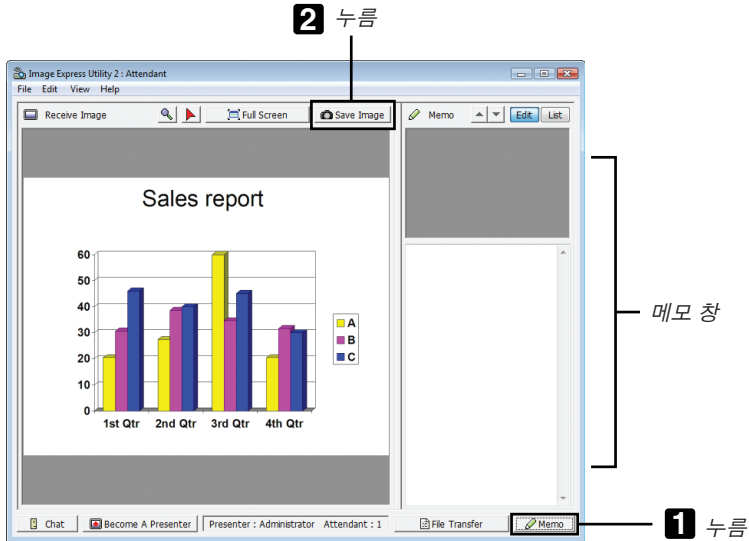 2 누름
Image Express Utility 2 : Attendant
File Edit View Help
Receive Image Full Screen Save Image Memo Edit List
Sales report
60
50
40
30
20
10
0
1st Qtr 2nd Qtr 3rd Qtr 4th Qtr
A
B
C
메모 창
Chat Become A Presenter Presenter : Administrator Attendant : 1 File Transfer Memo
1 누름